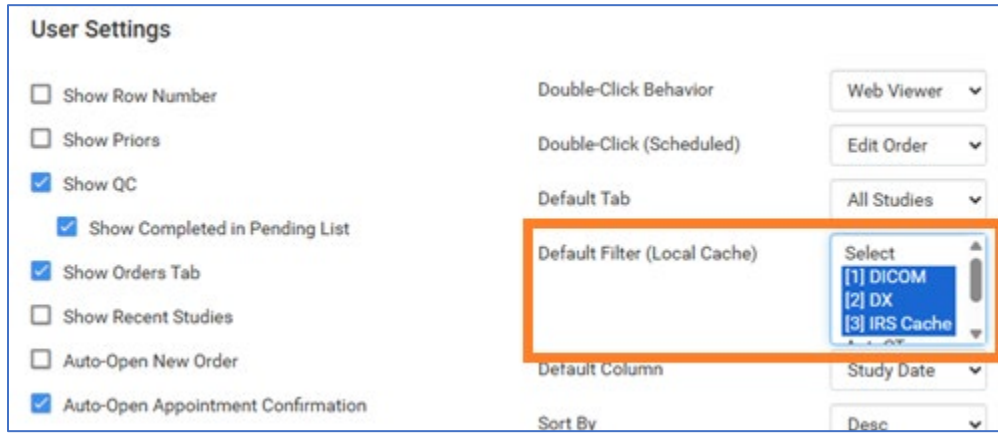 User Settings
Show Row Number
Show Priors
Show QC
Show Completed in Pending List
Show Orders Tab
Show Recent Studies
Auto-Open New Order
Auto-Open Appointment Confirmation
Double-Click Behavior Web Viewer
Double-Click (Scheduled) Edit Order
Default Tab All Studies
Default Filter (Local Cache) Select
[1] DICOM
[2] DX
[3] IRS Cache
Default Column Study Date
Sort By Desc